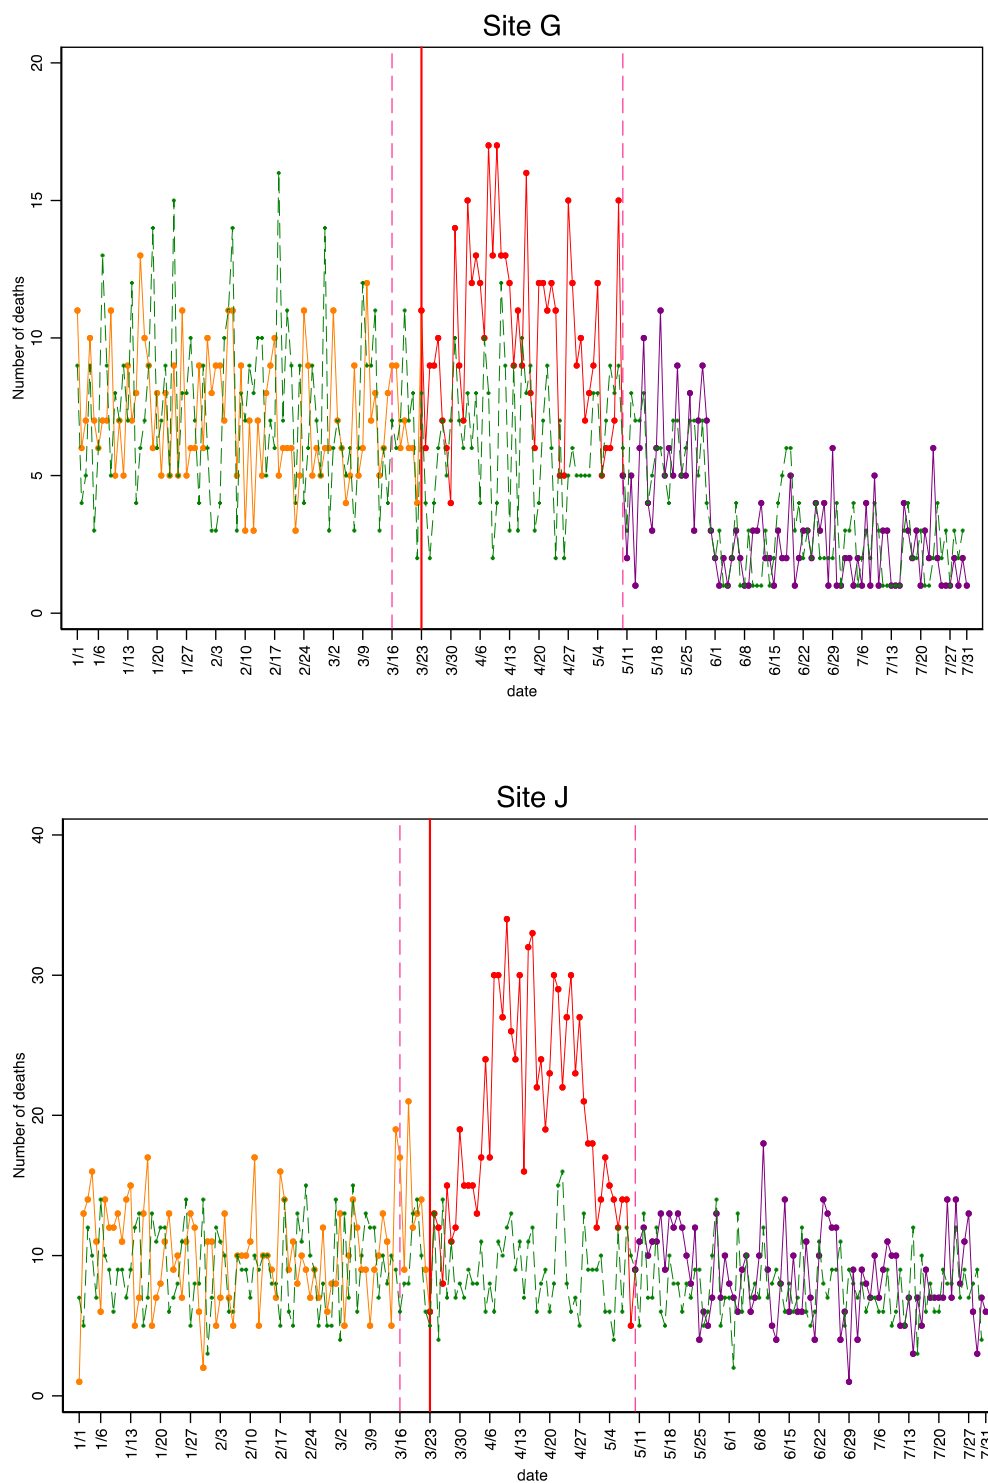 Site G
Number of deaths
20
15
10
5
0
1/1 1/6 1/13 1/20 1/27 2/3 2/10 2/17 2/24 3/2 3/9 3/16 3/23 3/30 4/6 4/13 4/20 4/27 5/4 5/11 5/18 5/25 6/1 6/8 6/15 6/22 6/29 7/6 7/13 7/20 7/27 7/31
date
Site J
Number of deaths
40
30
20
10
0
1/1 1/6 1/13 1/20 1/27 2/3 2/10 2/17 2/24 3/2 3/9 3/16 3/23 3/30 4/6 4/13 4/20 4/27 5/4 5/11 5/18 5/25 6/1 6/8 6/15 6/22 6/29 7/6 7/13 7/20 7/27 7/31
date